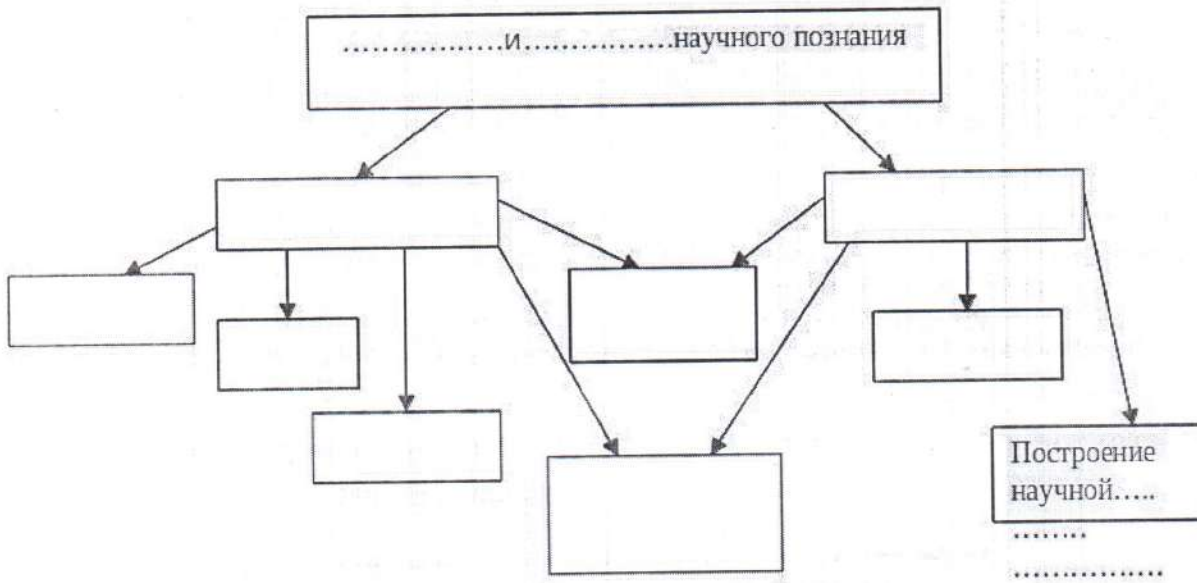 ………………и……………научного познания
Построение
научной…..
……..
……………